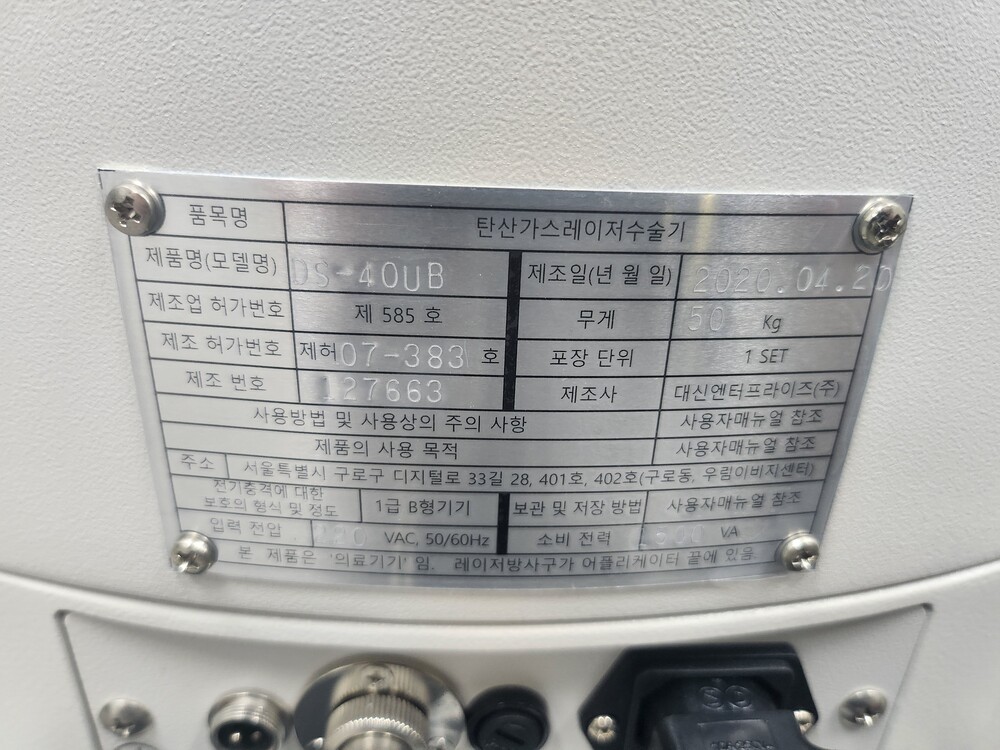 품목명 탄산가스레이저수술기
제품명(모델명) DS-40UB 제조일(년 월 일) 2020.04.20
제조업 허가번호 제 585 호 무게 50 Kg
제조 허가번호 제허 07-383 호 포장 단위 1 SET
제조 번호 127663 제조사 대신엔터프라이즈(주)
사용방법 및 사용상의 주의 사항 사용자매뉴얼 참조
제품의 사용 목적 사용자매뉴얼 참조
주소 서울특별시 구로구 디지털로 33길 28, 401호, 402호(구로동, 우림이비지센터)
전기충격에 대한
보호의 형식 및 정도 1급 B형기기 보관 및 저장 방법 사용자매뉴얼 참조
입력 전압 VAC, 50/60Hz 소비 전력 VA
본 제품은 '의료기기' 임. 레이저방사구가 어플리케이터 끝에 있음